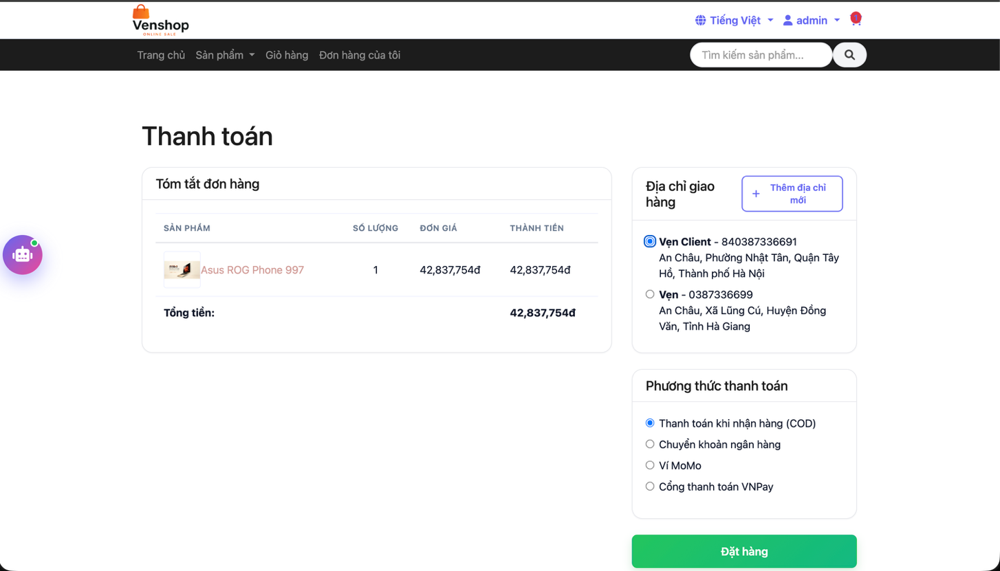 Venshop
ONLINE SALE
Tiếng Việt
admin
Trang chủ
Sản phẩm
Giỏ hàng
Đơn hàng của tôi
Tìm kiếm sản phẩm...
Thanh toán
Tóm tắt đơn hàng
SẢN PHẨM
SỐ LƯỢNG
ĐƠN GIÁ
THÀNH TIỀN
Asus ROG Phone 997
1
42,837,754đ
42,837,754đ
Tổng tiền:
42,837,754đ
Địa chỉ giao
hàng
Thêm địa chỉ
mới
Vẹn Client - 840387336691
An Châu, Phường Nhật Tân, Quận Tây
Hồ, Thành phố Hà Nội
Vẹn - 0387336699
An Châu, Xã Lũng Cú, Huyện Đồng
Văn, Tỉnh Hà Giang
Phương thức thanh toán
Thanh toán khi nhận hàng (COD)
Chuyển khoản ngân hàng
Ví MoMo
Cổng thanh toán VNPay
Đặt hàng